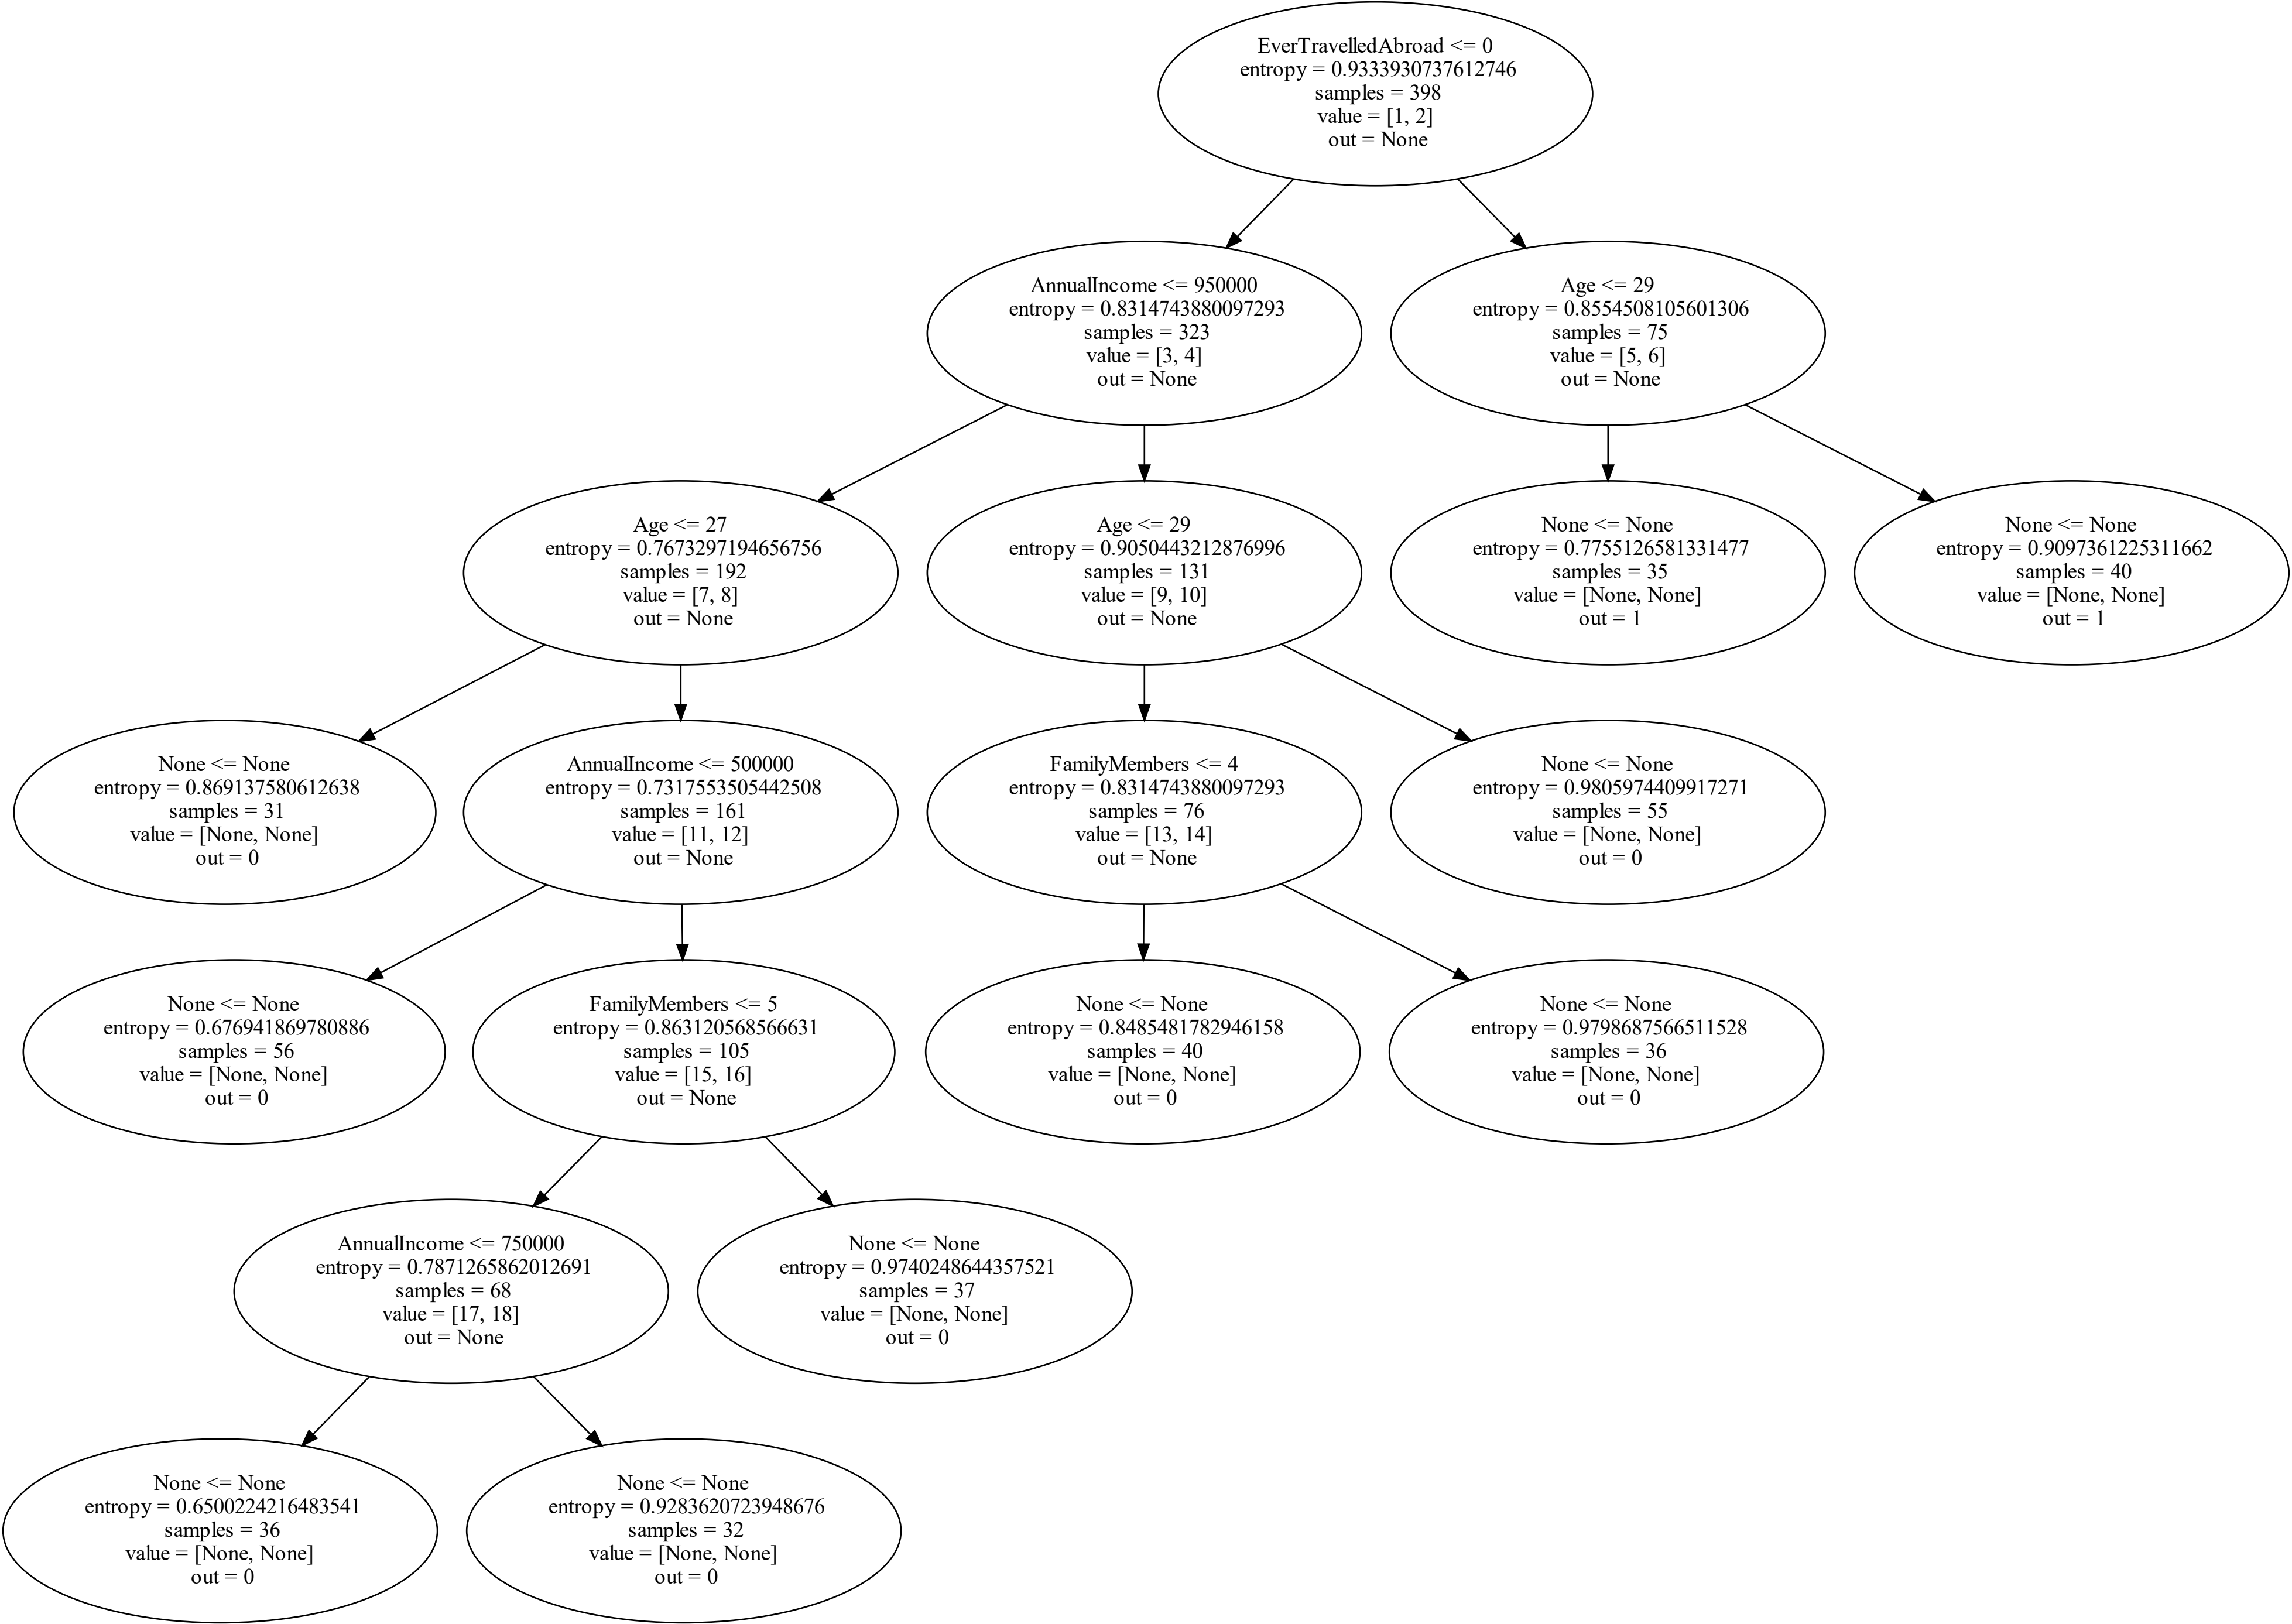 EverTravelledAbroad <= 0
entropy = 0.9333930737612746
samples = 398
value = [1, 2]
out = None
AnnualIncome <= 950000
entropy = 0.8314743880097293
samples = 323
value = [3, 4]
out = None
Age <= 29
entropy = 0.8554508105601306
samples = 75
value = [5, 6]
out = None
Age <= 27
entropy = 0.7673297194656756
samples = 192
value = [7, 8]
out = None
Age <= 29
entropy = 0.9050443212876996
samples = 131
value = [9, 10]
out = None
None <= None
entropy = 0.7755126581331477
samples = 35
value = [None, None]
out = 1
None <= None
entropy = 0.9097361225311662
samples = 40
value = [None, None]
out = 1
None <= None
entropy = 0.869137580612638
samples = 31
value = [None, None]
out = 0
AnnualIncome <= 500000
entropy = 0.7317553505442508
samples = 161
value = [11, 12]
out = None
FamilyMembers <= 4
entropy = 0.8314743880097293
samples = 76
value = [13, 14]
out = None
None <= None
entropy = 0.9805974409917271
samples = 55
value = [None, None]
out = 0
None <= None
entropy = 0.676941869780886
samples = 56
value = [None, None]
out = 0
FamilyMembers <= 5
entropy = 0.863120568566631
samples = 105
value = [15, 16]
out = None
None <= None
entropy = 0.8485481782946158
samples = 40
value = [None, None]
out = 0
None <= None
entropy = 0.9798687566511528
samples = 36
value = [None, None]
out = 0
AnnualIncome <= 750000
entropy = 0.7871265862012691
samples = 68
value = [17, 18]
out = None
None <= None
entropy = 0.9740248644357521
samples = 37
value = [None, None]
out = 0
None <= None
entropy = 0.6500224216483541
samples = 36
value = [None, None]
out = 0
None <= None
entropy = 0.9283620723948676
samples = 32
value = [None, None]
out = 0